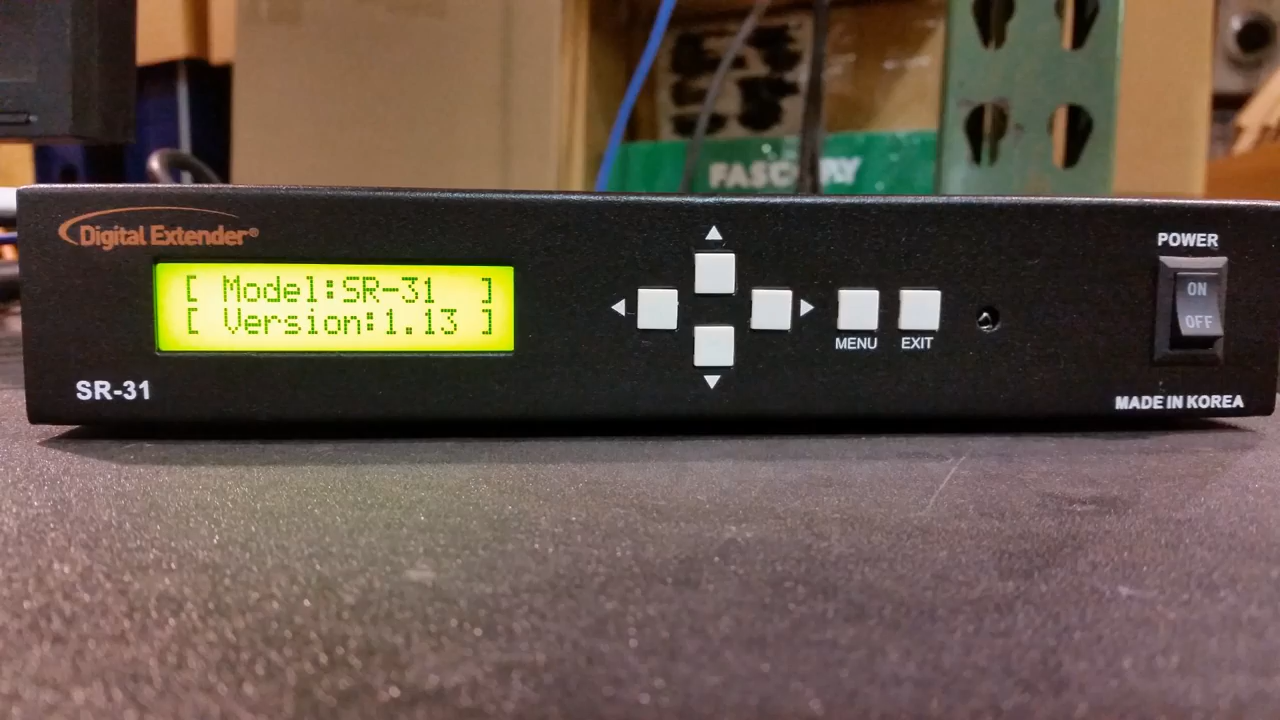 Digital Extender®
[ Model:SR-31 ]
[ Version:1.13 ]
SR-31
MENU
EXIT
POWER
ON
OFF
MADE IN KOREA